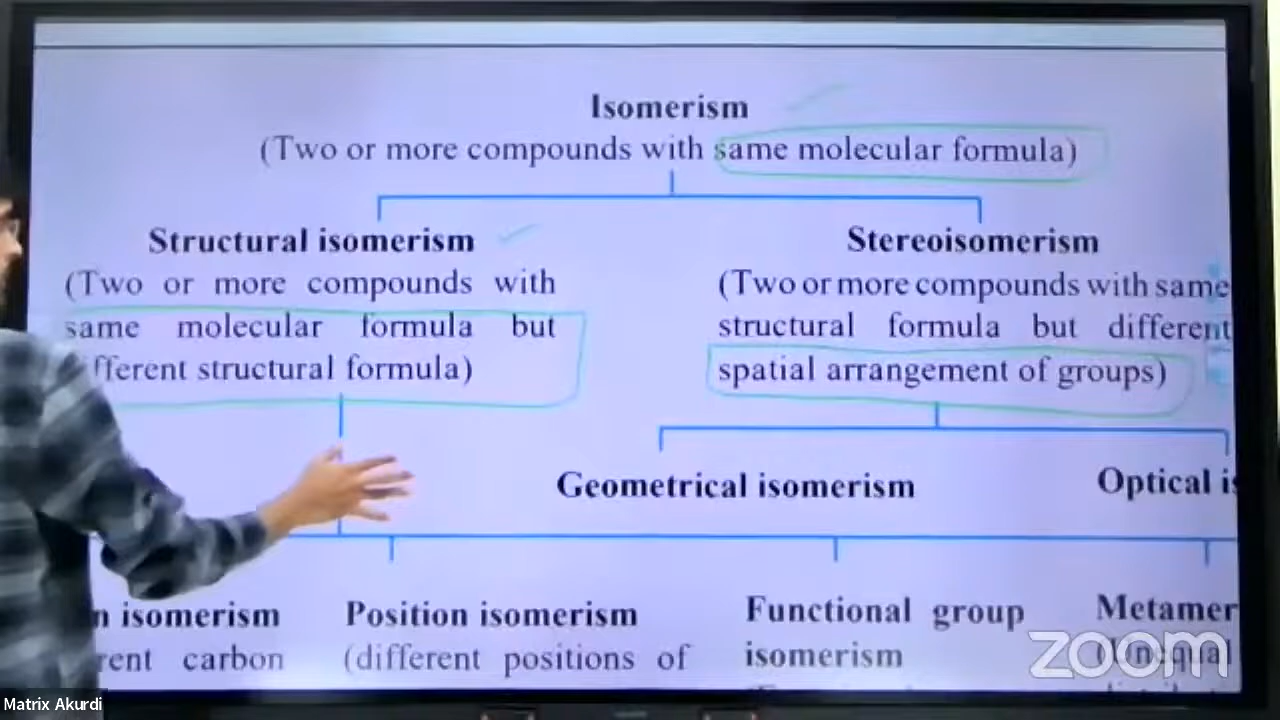 Isomerism
(Two or more compounds with same molecular formula)
Structural isomerism
(Two or more compounds with
same molecular formula but
fferent structural formula)
Stereoisomerism
(Two or more compounds with same
structural formula but different
spatial arrangement of groups)
Geometrical isomerism
Optical is
n isomerism
rent carbon
Position isomerism
(different positions of
Functional group
isomerism
Metamer
zoom
Matrix Akurdi